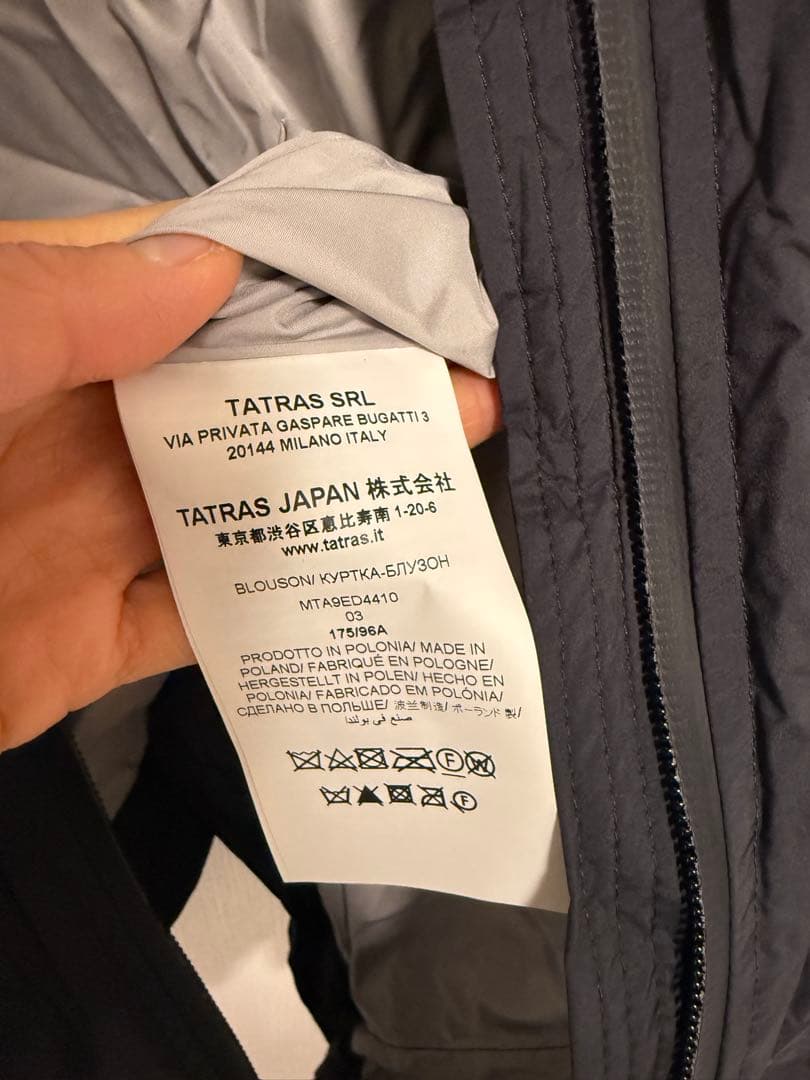 TATRAS SRL
VIA PRIVATA GASPARE BUGATTI 3
20144 MILANO ITALY
TATRAS JAPAN 株式会社
東京都渋谷区恵比寿南 1-20-6
www.tatras.it
BLOUSON/ КУРТКА-БЛУЗОН
MTA9ED4410
03
175/96A
PRODOTTO IN POLONIA/ MADE IN
POLAND/ FABRIQUÉ EN POLOGNE/
HERGESTELLT IN POLEN/ HECHO EN
POLONIA/ FABRICADO EM POLÓNIA/
СДЕЛАНО В ПОЛЬШЕ/ 波兰制造/ ポーランド 製/
صنع في بولندا
F W
F